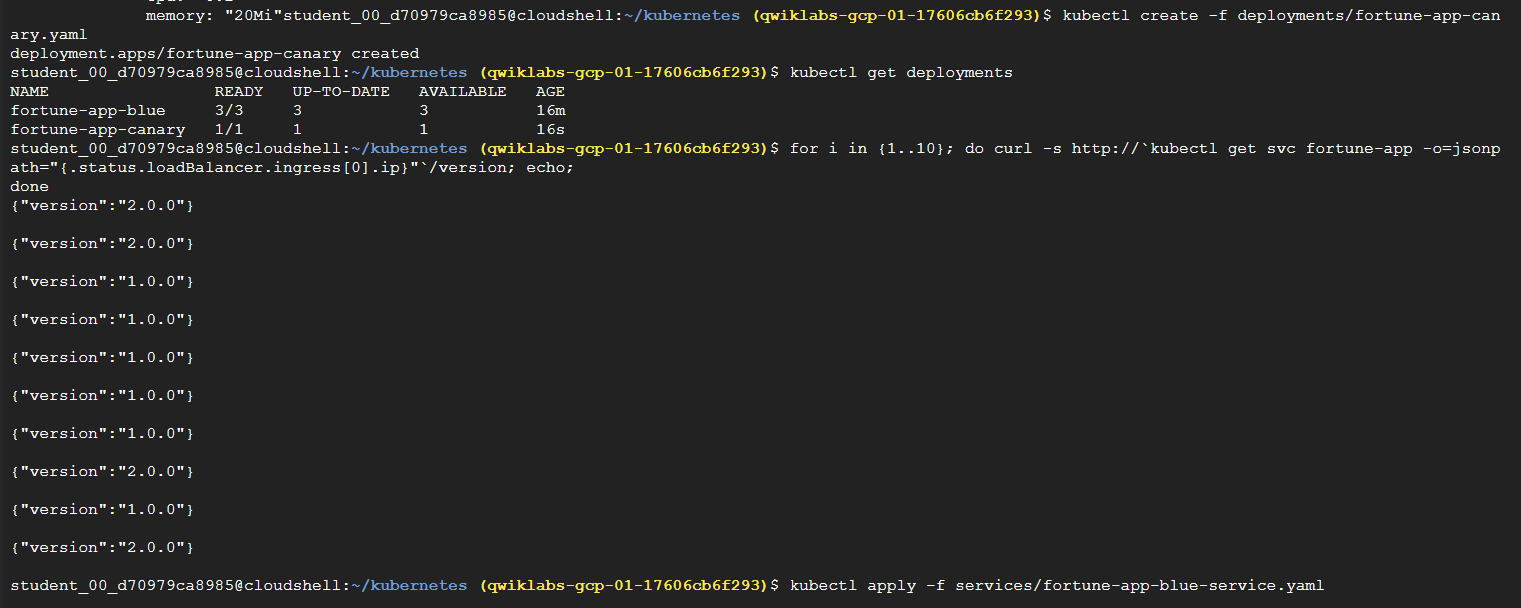 memory: "20Mi"student_00_d70979ca8985@cloudshell:~/kubernetes (qwiklabs-gcp-01-17606cb6f293)$ kubectl create -f deployments/fortune-app-can
ary.yaml
deployment.apps/fortune-app-canary created
student_00_d70979ca8985@cloudshell:~/kubernetes (qwiklabs-gcp-01-17606cb6f293)$ kubectl get deployments
NAME                 READY   UP-TO-DATE   AVAILABLE   AGE
fortune-app-blue     3/3     3            3           16m
fortune-app-canary   1/1     1            1           16s
student_00_d70979ca8985@cloudshell:~/kubernetes (qwiklabs-gcp-01-17606cb6f293)$ for i in {1..10}; do curl -s http://`kubectl get svc fortune-app -o=jsonp
ath="{.status.loadBalancer.ingress[0].ip}"`/version; echo;
done
{"version":"2.0.0"}
{"version":"2.0.0"}
{"version":"1.0.0"}
{"version":"1.0.0"}
{"version":"1.0.0"}
{"version":"1.0.0"}
{"version":"1.0.0"}
{"version":"2.0.0"}
{"version":"1.0.0"}
{"version":"2.0.0"}
student_00_d70979ca8985@cloudshell:~/kubernetes (qwiklabs-gcp-01-17606cb6f293)$ kubectl apply -f services/fortune-app-blue-service.yaml